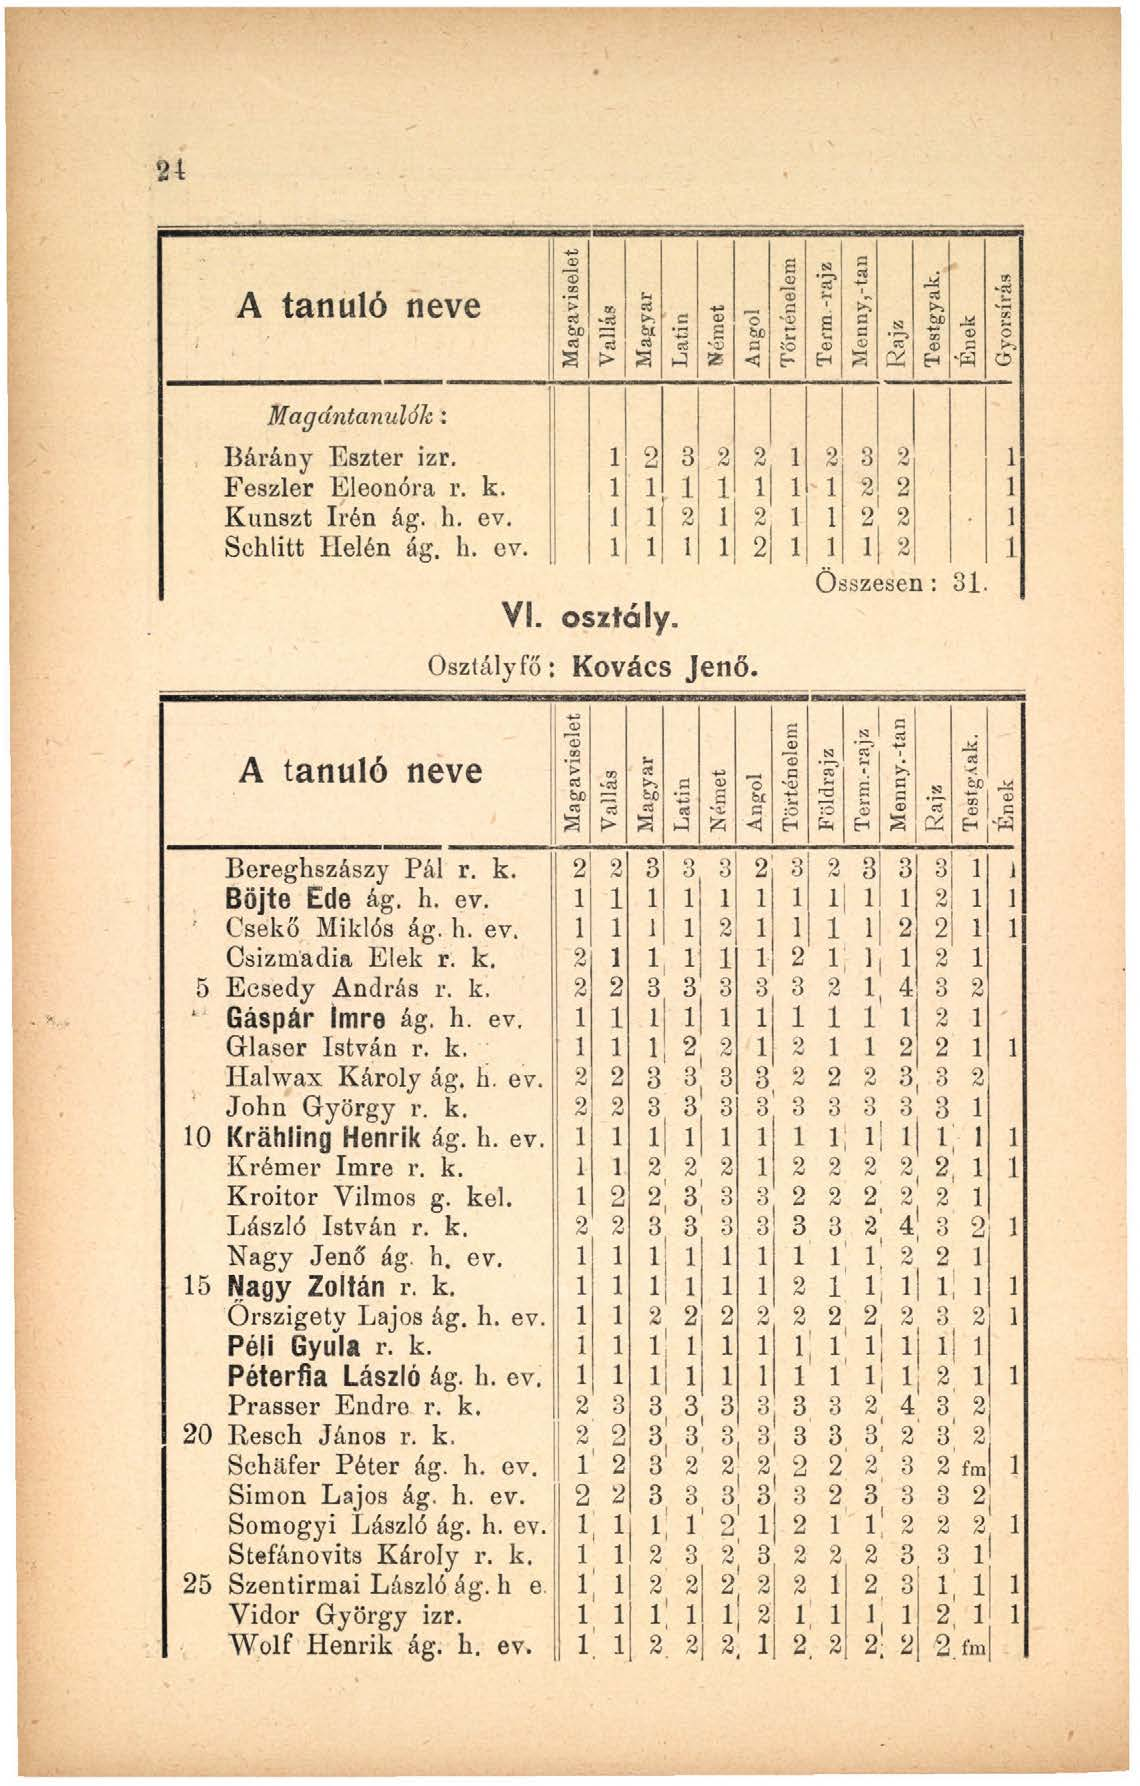 24
A tanuló neve Magaviselet Vallás Magyar Latin Német Angol Történelem Term.-rajz Menny,-tan Rajz Testgyak. Ének Gyorsírás
Magántanulók :
Bárány Eszter izr. 1 2 3 2 2 1 2 3 2 1
Feszler Eleonóra r. k. 1 1 1 1 1 1 1 2 2 1
Kunszt Irén ág. h. ev. 1 1 2 1 2 1 1 2 2 1
Schlitt Helén ág. h. ev. 1 1 1 1 2 1 1 1 2 1
Összesen : 31.
VI. osztály.
Osztályfő : Kovács Jenő.
A tanuló neve Magaviselet Vallás Magyar Latin Német Angol Történelem Földrajz Term.-rajz Menny.-tan Rajz Ének
Bereghszászy Pál r. k. 2 2 3 3 3 2 3 2 3 3 3 1 1
Böjte Ede ág. h. ev. 1 1 1 1 1 1 1 1 1 1 2 1 1
Csekő Miklós ág. h. ev. 1 1 1 1 2 1 1 1 1 2 2 1 1
Csizmadia Elek r. k. 2 1 1 1 1 1 2 1 1 1 2 1
5 Ecsedy András r. k. 2 2 3 3 3 3 3 2 1 4 3 2
Gáspár Imre ág. h. ev. 1 1 1 1 1 1 1 1 1 1 2 1
Glaser István r. k. 1 1 1 2 2 1 2 1 1 2 2 1 1
Halwax Károly ág. h. ev. 2 2 3 3 3 3 2 2 2 3 3 2
John György r. k. 2 2 3 3 3 3 3 3 3 3 3 1
10 Krähling Henrik ág. h. ev. 1 1 1 1 1 1 1 1 1 1 1 1 1
Krémer Imre r. k. 1 1 2 2 2 1 2 2 2 2 2 1 1
Kroitor Vilmos g. kel. 1 2 2 3 3 3 2 2 2 2 2 1
László István r. k. 2 2 3 3 3 3 3 3 2 4 3 2 1
Nagy Jenő ág. h. ev. 1 1 1 1 1 1 1 1 1 2 2 1
15 Nagy Zoltán r. k. 1 1 1 1 1 1 2 1 1 1 1 1 1
Örszigety Lajos ág. h. ev. 1 1 2 2 2 2 2 2 2 2 3 2 1
Péli Gyula r. k. 1 1 1 1 1 1 1 1 1 1 1 1
Péterfia László ág. h. ev. 1 1 1 1 1 1 1 1 1 1 2 1 1
Prasser Endre r. k. 2 3 3 3 3 3 3 3 2 4 3 2
20 Resch János r. k. 2 2 3 3 3 3 3 3 3 2 3 2
Schäfer Péter ág. h. ev. 1 2 3 2 2 2 2 2 2 3 2 fm 1
Simon Lajos ág. h. ev. 2 2 3 3 3 3 3 2 3 3 3 2
Somogyi László ág. h. ev. 1 1 1 1 2 1 2 1 1 2 2 2 1
Stefánovits Károly r. k. 1 1 2 3 2 3 2 2 2 3 3 1
25 Szentirmai László ág. h e. 1 1 2 2 2 2 2 1 2 3 1 1 1
Vidor György izr. 1 1 1 1 1 2 1 1 1 1 2 1 1
Wolf Henrik ág. h. ev. 1 1 2 2 2 1 2 2 2 2 2 fm